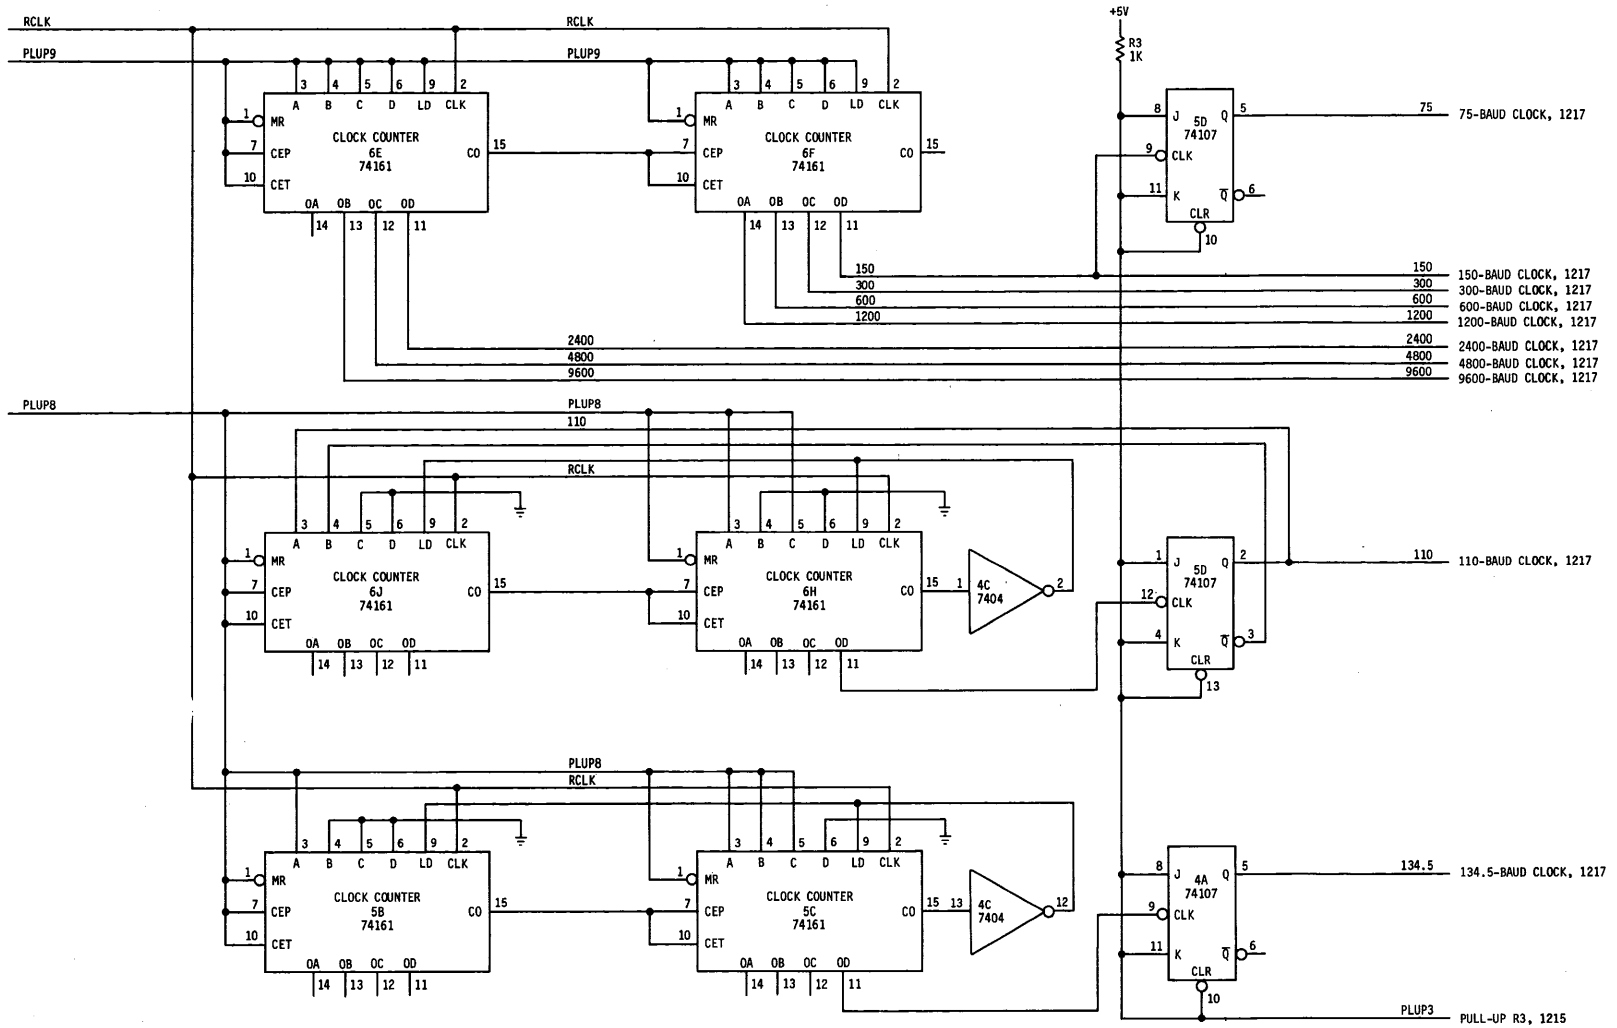 RCLK RCLK +5V
R3
1K
PLUP9 PLUP9
3 4 5 6 9 2 3 4 5 6 9 2
A B C D LD CLK A B C D LD CLK
1 MR 1 MR
CLOCK COUNTER CLOCK COUNTER
7 CEP 6E CO 15 7 CEP 6F CO 15
74161 74161
10 CET 10 CET
OA OB OC OD OA OB OC OD
14 13 12 11 14 13 12 11
8 J 5D Q 5 75 75-BAUD CLOCK, 1217
74107
9 CLK
11 K Q 6
CLR
10
150 150 150-BAUD CLOCK, 1217
300 300 300-BAUD CLOCK, 1217
600 600 600-BAUD CLOCK, 1217
1200 1200 1200-BAUD CLOCK, 1217
2400 2400 2400-BAUD CLOCK, 1217
4800 4800 4800-BAUD CLOCK, 1217
9600 9600 9600-BAUD CLOCK, 1217
PLUP8 PLUP8
110
RCLK
3 4 5 6 9 2 3 4 5 6 9 2
A B C D LD CLK A B C D LD CLK
1 MR 1 MR
CLOCK COUNTER CLOCK COUNTER
7 CEP 6J CO 15 7 CEP 6H CO 15 1 4C 2
74161 74161 7404
10 CET 10 CET
OA OB OC OD OA OB OC OD
14 13 12 11 14 13 12 11
1 J 5D Q 2 110 110-BAUD CLOCK, 1217
74107
12 CLK
4 K Q 3
CLR
13
PLUP8
RCLK
3 4 5 6 9 2 3 4 5 6 9 2
A B C D LD CLK A B C D LD CLK
1 MR 1 MR
CLOCK COUNTER CLOCK COUNTER
7 CEP 5B CO 15 7 CEP 5C CO 15 13 4C 12
74161 74161 7404
10 CET 10 CET
OA OB OC OD OA OB OC OD
14 13 12 11 14 13 12 11
8 J 4A Q 5 134.5 134.5-BAUD CLOCK, 1217
74107
9 CLK
11 K Q 6
CLR
10
PLUP3 PULL-UP R3, 1215